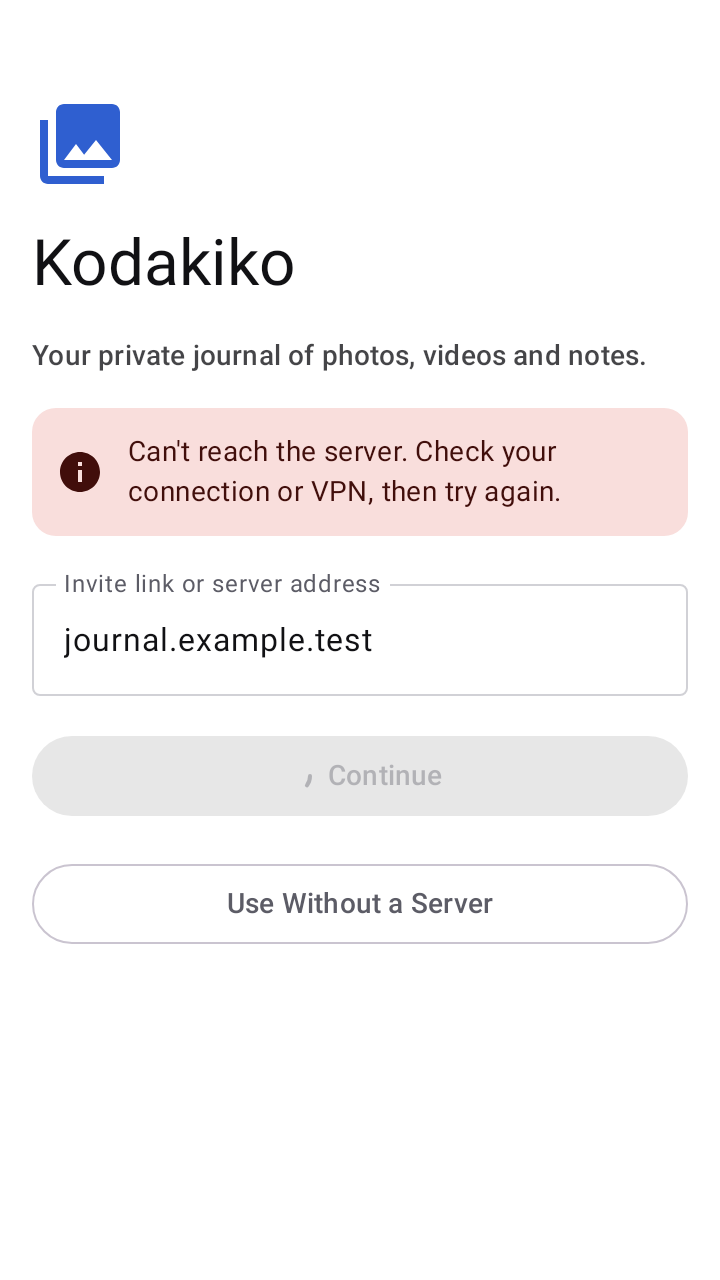 Kodakiko
Your private journal of photos, videos and notes.
Can't reach the server. Check your
connection or VPN, then try again.
Invite link or server address
journal.example.test
Continue
Use Without a Server